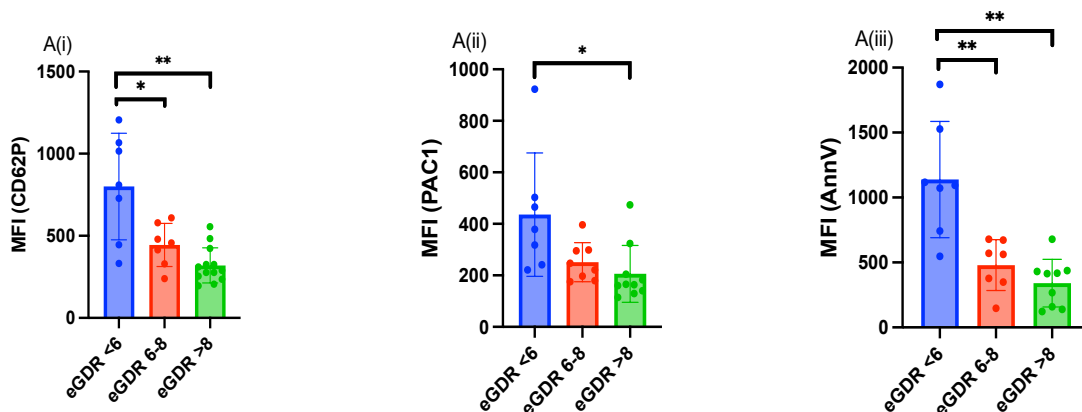 A(i)
**
*
1500
1000
500
0
MFI (CD62P)
eGDR <6
eGDR 6-8
eGDR >8
A(ii)
*
1000
800
600
400
200
0
MFI (PAC1)
eGDR <6
eGDR 6-8
eGDR >8
A(iii)
**
**
2000
1500
1000
500
0
MFI (AnnV)
eGDR <6
eGDR 6-8
eGDR >8